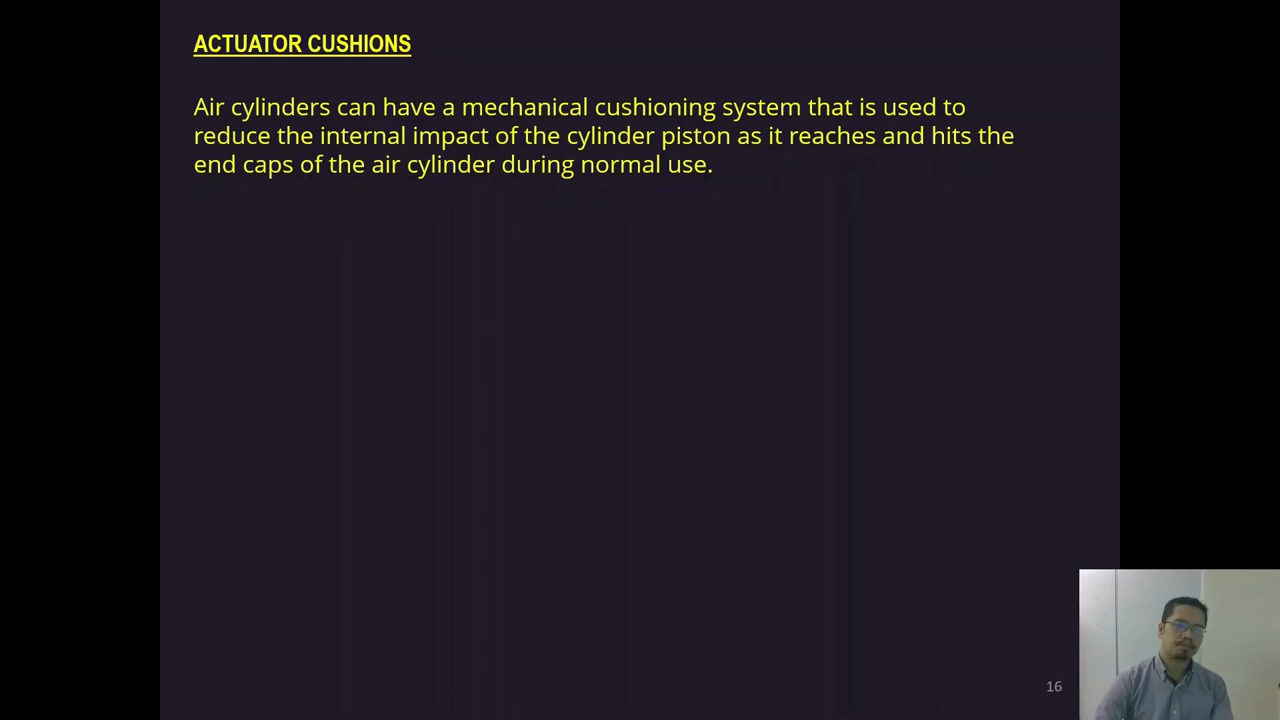 ACTUATOR CUSHIONS
Air cylinders can have a mechanical cushioning system that is used to
reduce the internal impact of the cylinder piston as it reaches and hits the
end caps of the air cylinder during normal use.
16